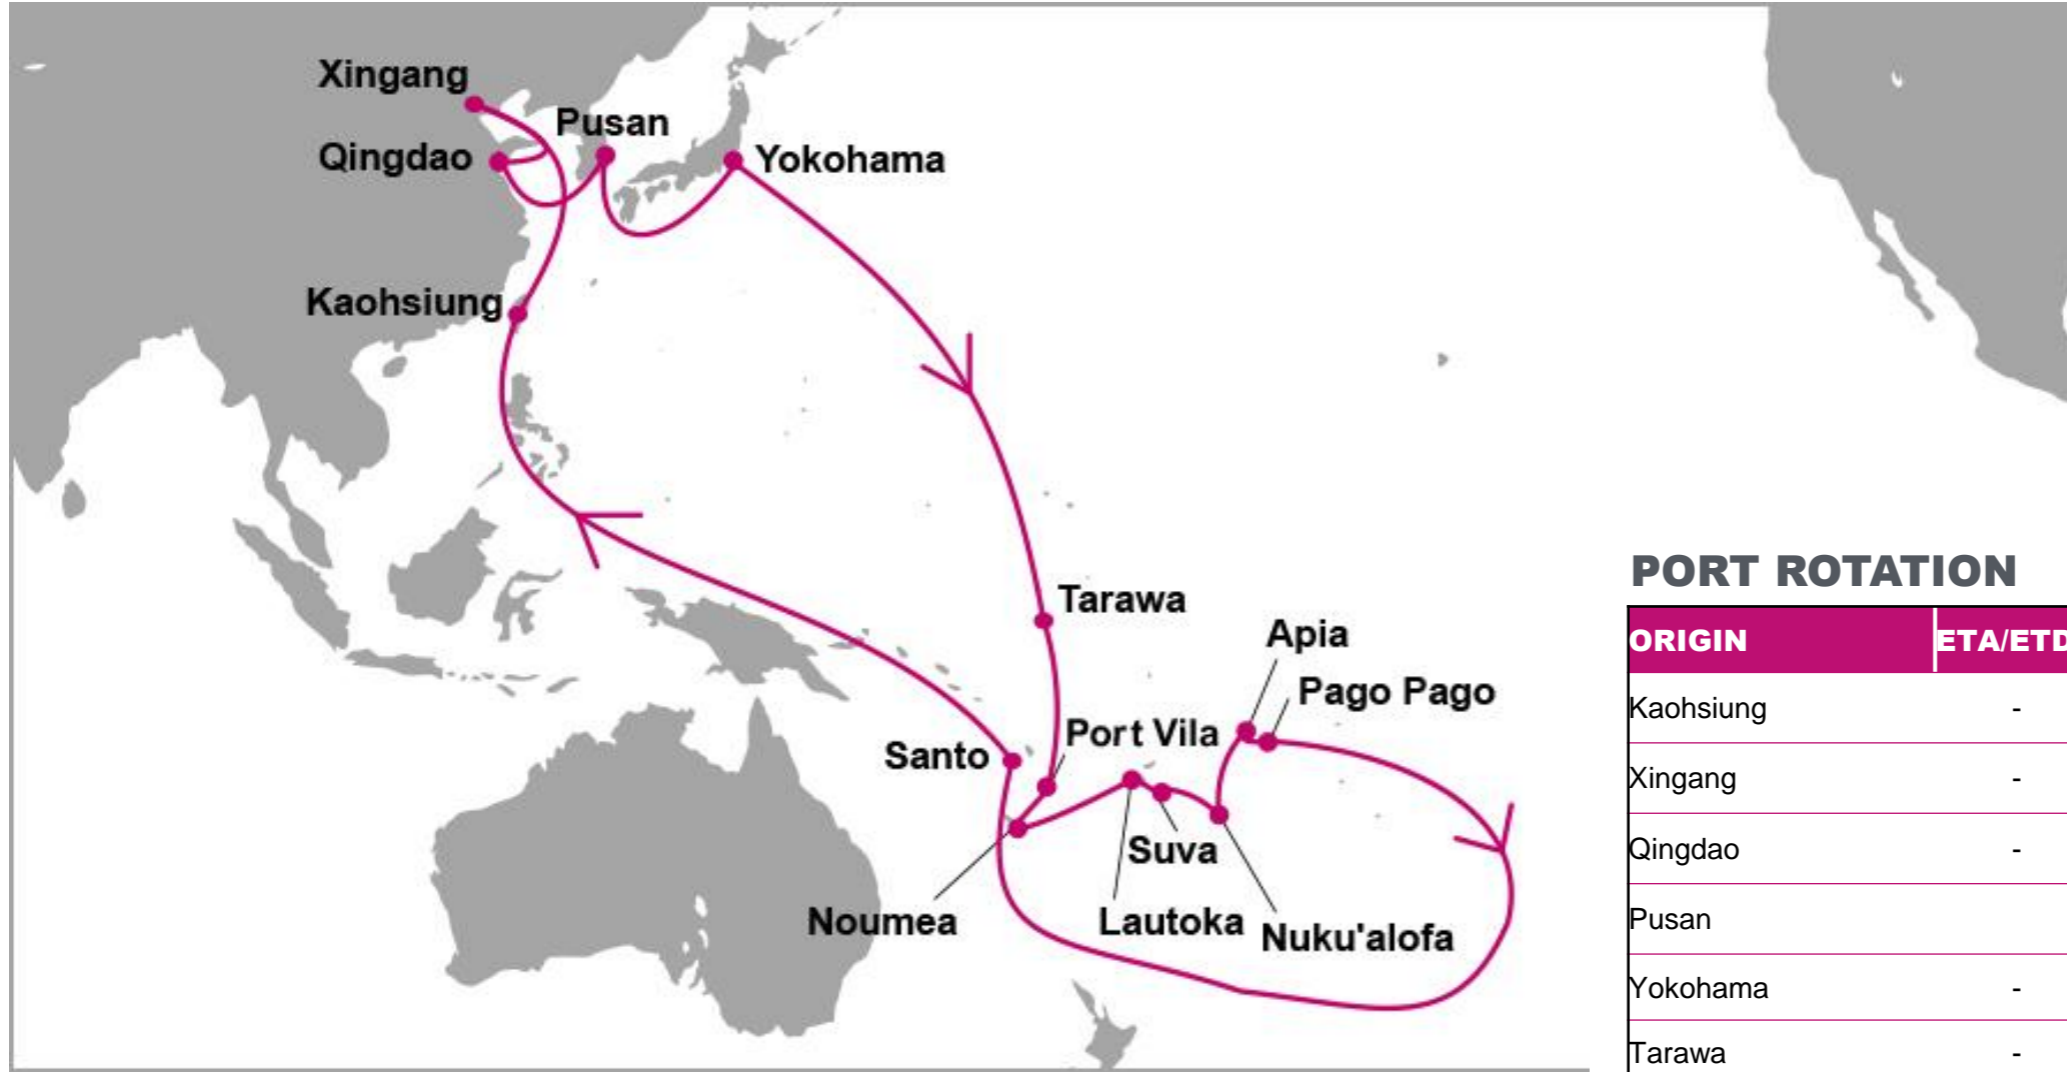 Xingang
Pusan
Qingdao
Yokohama
Kaohsiung
Tarawa
Apia
Pago Pago
Port Vila
Santo
Suva
Noumea
Lautoka
Nuku'alofa
PORT ROTATION
ORIGIN ETA/ETD
Kaohsiung -
Xingang -
Qingdao -
Pusan
Yokohama -
Tarawa -